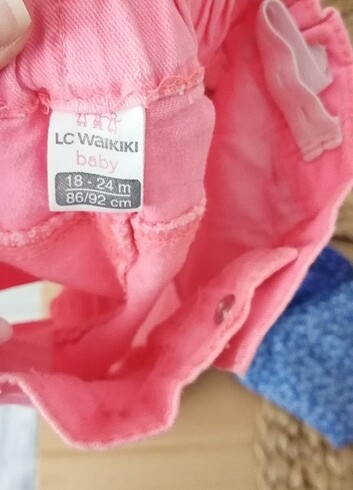 LC WAIKIKI
baby
18 - 24 m
86/92 cm